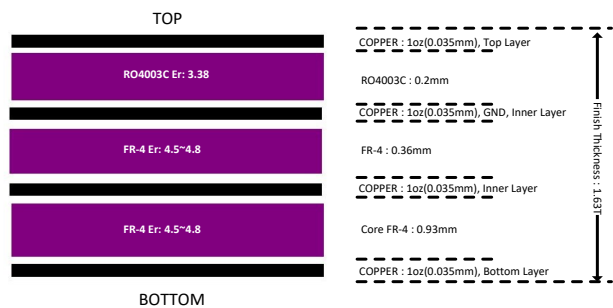 TOP
COPPER : 1oz(0.035mm), Top Layer
RO4003C Er: 3.38
RO4003C : 0.2mm
COPPER : 1oz(0.035mm), GND, Inner Layer
FR-4 Er: 4.5~4.8
FR-4 : 0.36mm
COPPER : 1oz(0.035mm), Inner Layer
FR-4 Er: 4.5~4.8
Core FR-4 : 0.93mm
COPPER : 1oz(0.035mm), Bottom Layer
BOTTOM
Finish Thickness : 1.63T